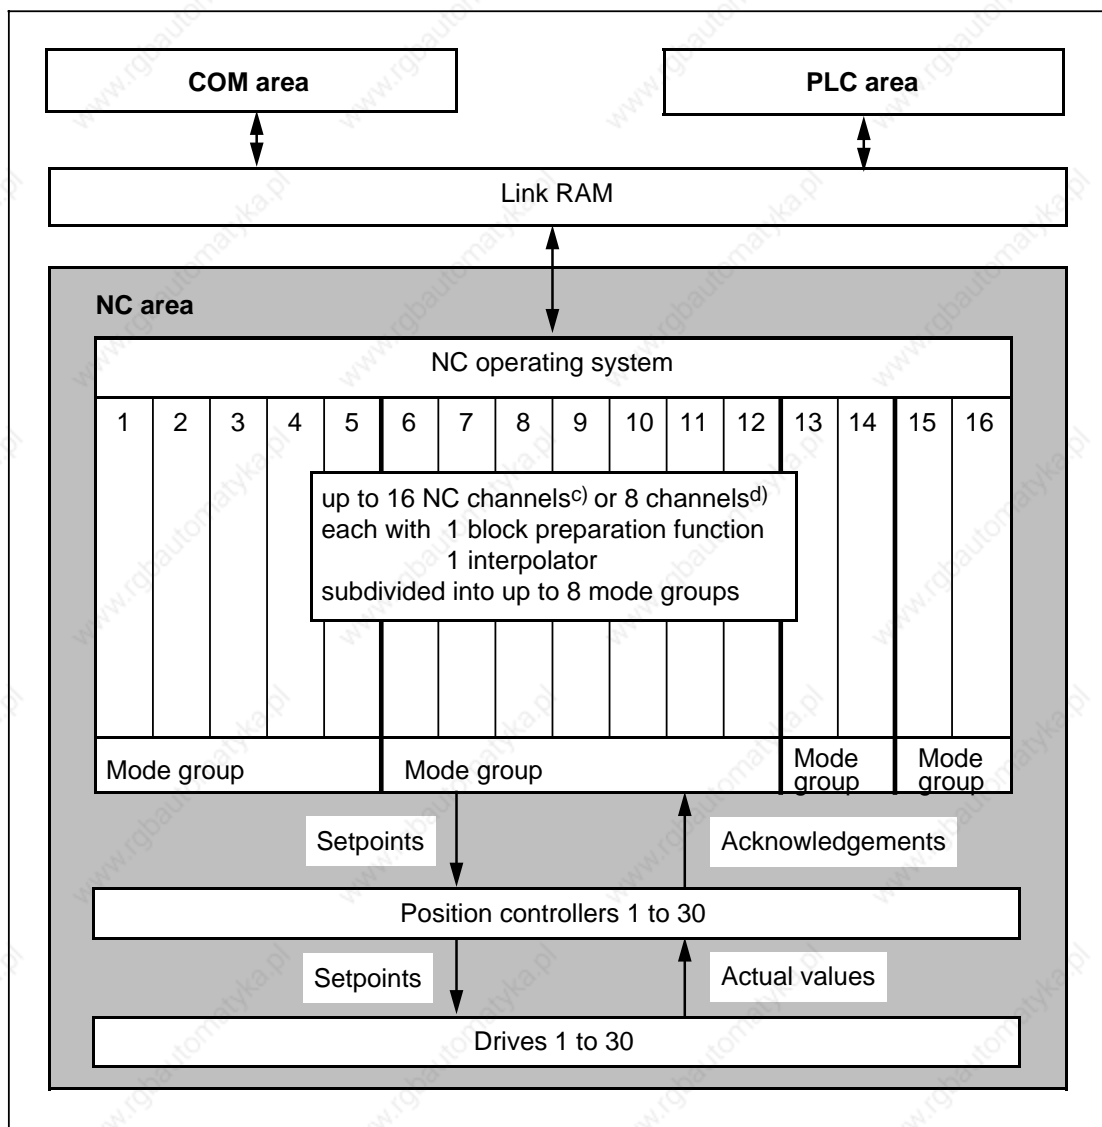 COM area
PLC area
Link RAM
NC area
NC operating system
1 2 3 4 5 6 7 8 9 10 11 12 13 14 15 16
up to 16 NC channelsc) or 8 channelsd)
each with 1 block preparation function
1 interpolator
subdivided into up to 8 mode groups
Mode group
Mode group
Mode
group
Mode
group
Setpoints
Acknowledgements
Position controllers 1 to 30
Setpoints
Actual values
Drives 1 to 30
www.rgbautomatyka.pl